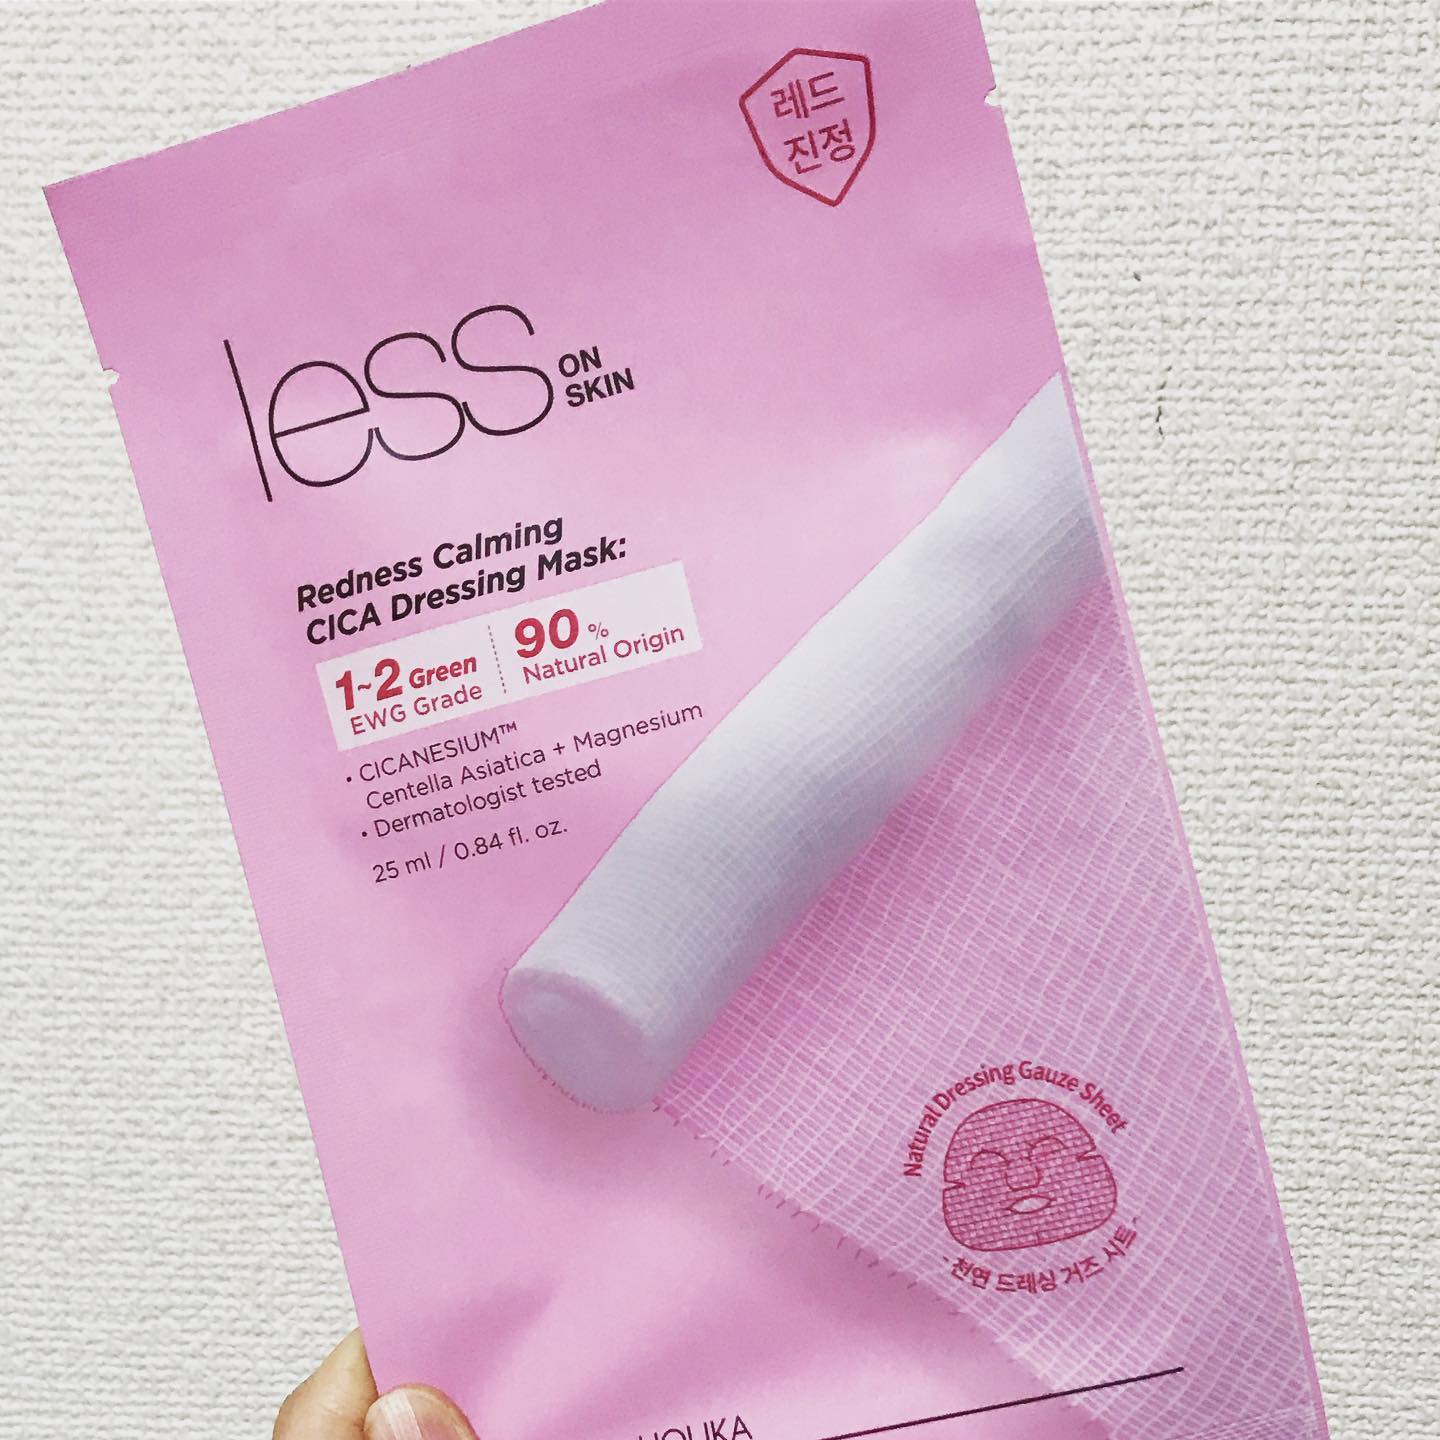 레드
진정
less ON
SKIN
Redness Calming
CICA Dressing Mask:
1~2 Green
EWG Grade
90 %
Natural Origin
• CICANESIUM™
Centella Asiatica + Magnesium
• Dermatologist tested
25 ml / 0.84 fl. oz.
Natural Dressing Gauze Sheet
· 천연 드레싱 거즈 시트 ·